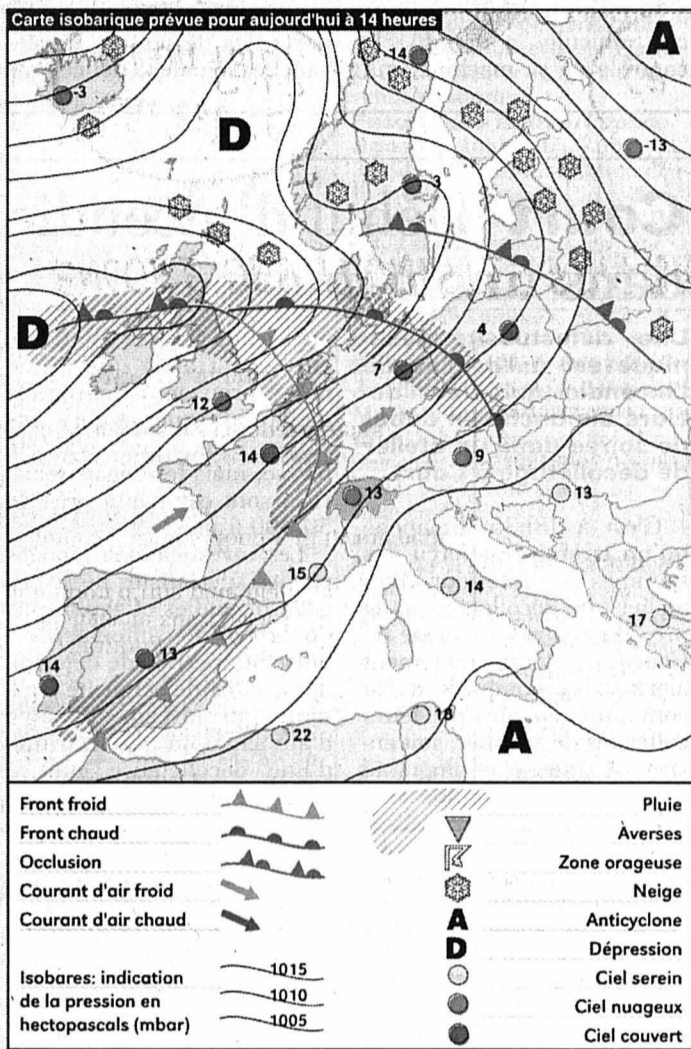 Carte isobarique prévue pour aujourd'hui à 14 heures
A
14
-3
D
-13
-3
D
4
7
12
14
9
13
13
15
14
17
14
13
22
18
A
Front froid
Front chaud
Occlusion
Courant d'air froid
Courant d'air chaud
Isobares: indication
de la pression en
hectopascals (mbar)
1015
1010
1005
Pluie
Averses
Zone orageuse
Neige
A Anticyclone
D Dépression
Ciel serein
Ciel nuageux
Ciel couvert